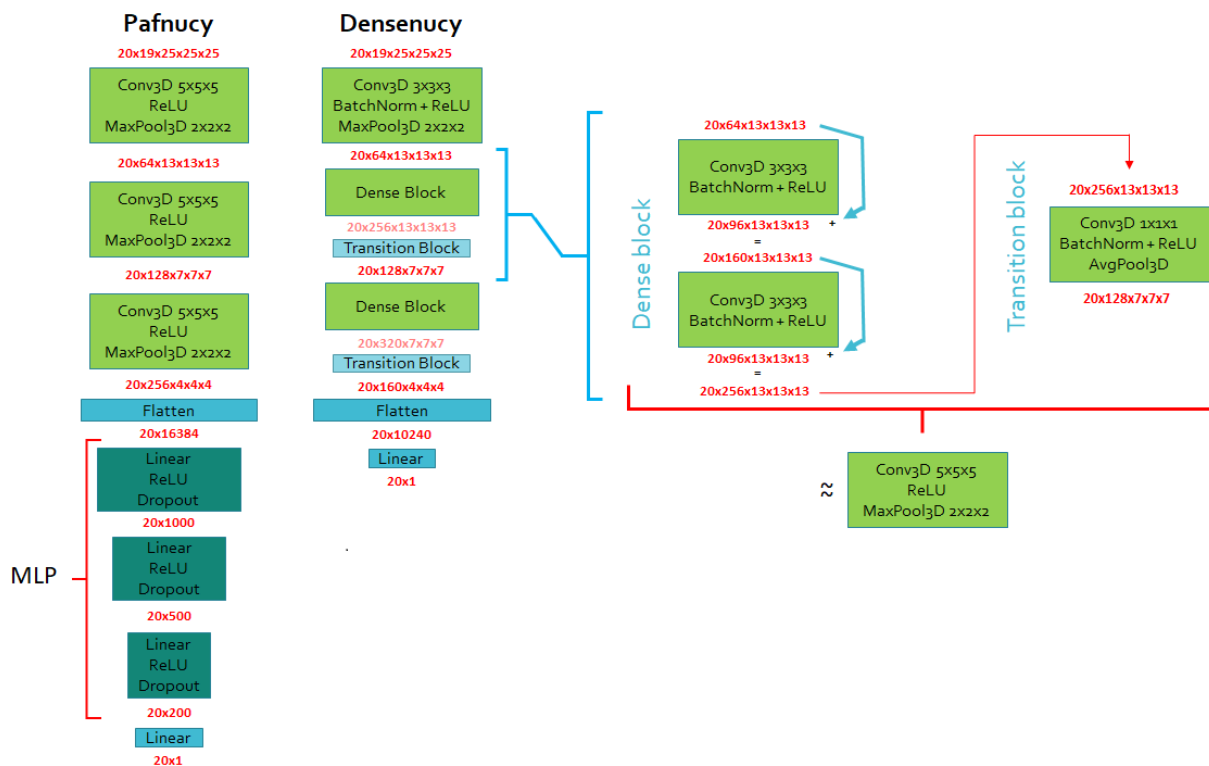 Pafnucy
20x19x25x25x25
Conv3D 5x5x5
ReLU
MaxPool3D 2x2x2
20x64x13x13x13
Conv3D 5x5x5
ReLU
MaxPool3D 2x2x2
20x128x7x7x7
Conv3D 5x5x5
ReLU
MaxPool3D 2x2x2
20x256x4x4x4
Flatten
20x16384
MLP
Linear
ReLU
Dropout
20x1000
Linear
ReLU
Dropout
20x500
Linear
ReLU
Dropout
20x200
Linear
20x1
Densenucy
20x19x25x25x25
Conv3D 3x3x3
BatchNorm + ReLU
MaxPool3D 2x2x2
20x64x13x13x13
Dense Block
20x256x13x13x13
Transition Block
20x128x7x7x7
Dense Block
20x320x7x7x7
Transition Block
20x160x4x4x4
Flatten
20x10240
Linear
20x1
Dense block
20x64x13x13x13
Conv3D 3x3x3
BatchNorm + ReLU
20x96x13x13x13 +
=
20x160x13x13x13
Conv3D 3x3x3
BatchNorm + ReLU
20x96x13x13x13 +
=
20x256x13x13x13
Transition block
20x256x13x13x13
Conv3D 1x1x1
BatchNorm + ReLU
AvgPool3D
20x128x7x7x7
≈
Conv3D 5x5x5
ReLU
MaxPool3D 2x2x2